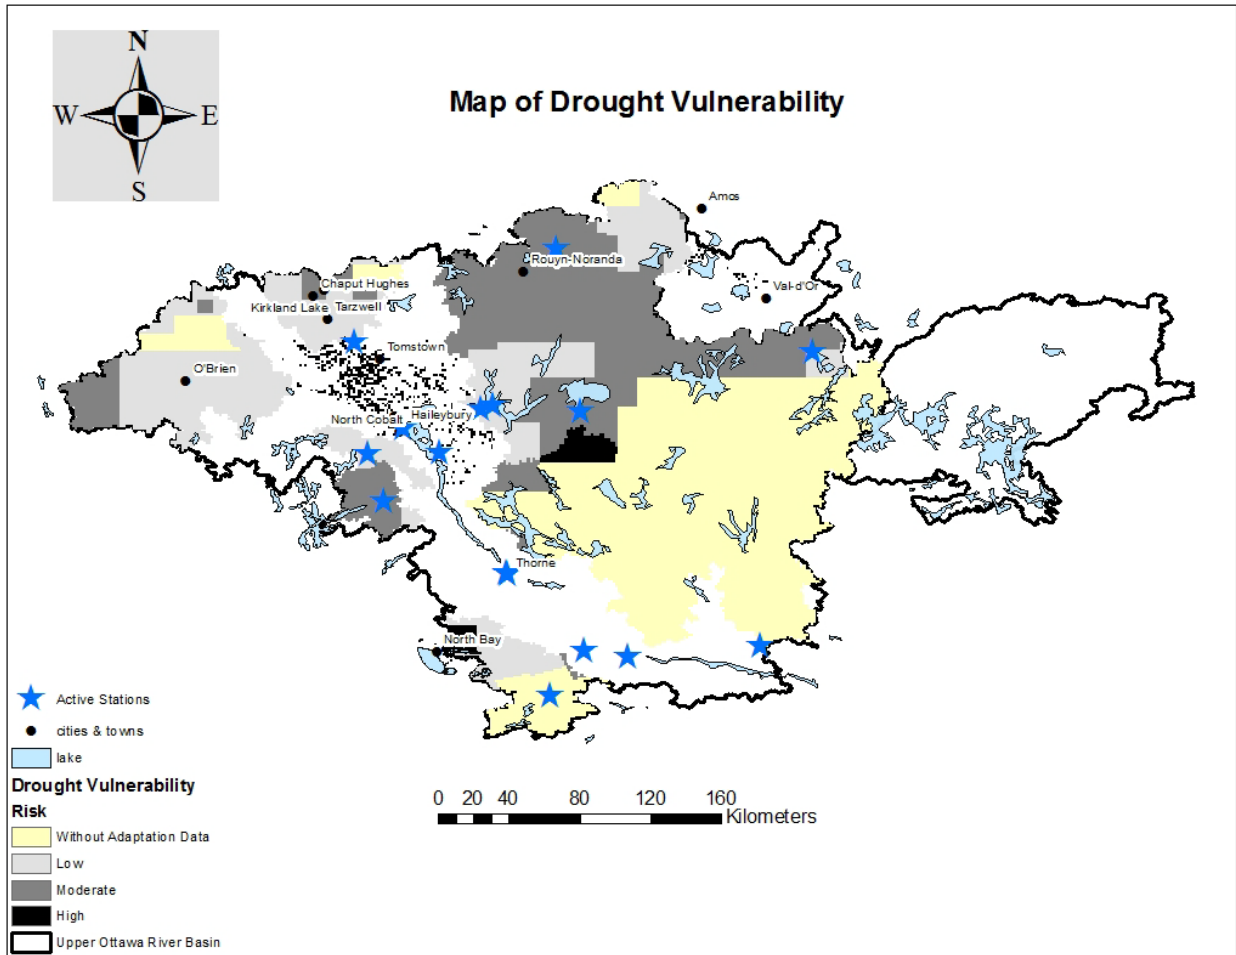 N
W E
S
Map of Drought Vulnerability
Amos
Rouyn-Noranda
Chaput Hughes
Val-d'Or
Kirkland Lake Tarzwell
Tomstown
O'Brien
North Cobalt Haileybury
Thorne
North Bay
Active Stations
cities & towns
lake
Drought Vulnerability
Risk
Without Adaptation Data
Low
Moderate
High
Upper Ottawa River Basin
0 20 40 80 120 160
Kilometers